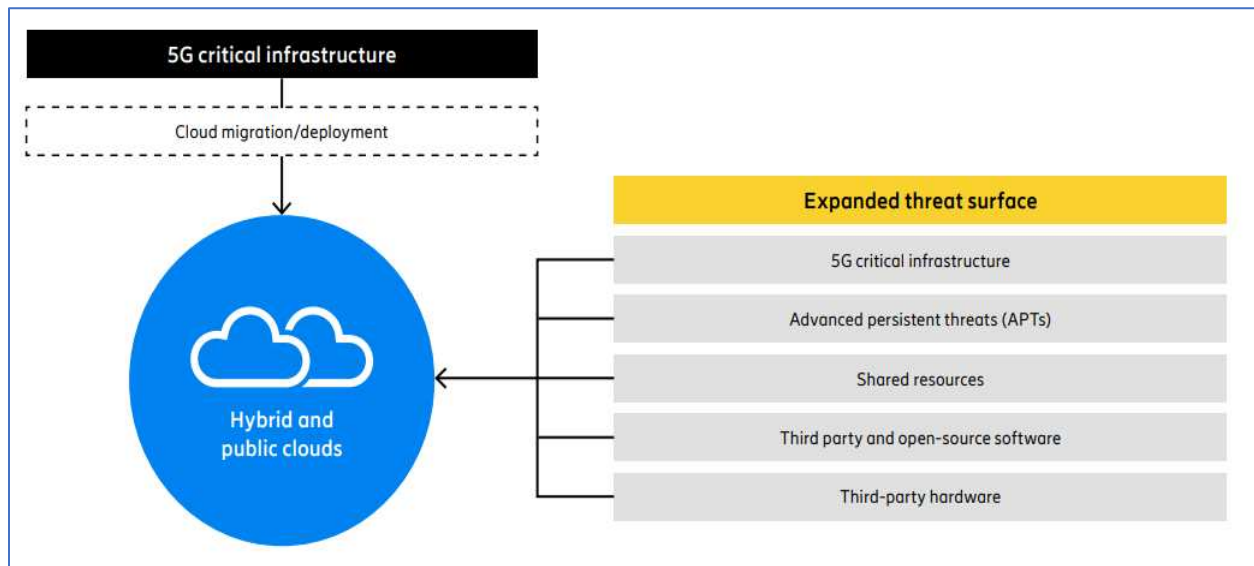 5G critical infrastructure
Cloud migration/deployment
Hybrid and
public clouds
Expanded threat surface
5G critical infrastructure
Advanced persistent threats (APTs)
Shared resources
Third party and open-source software
Third-party hardware